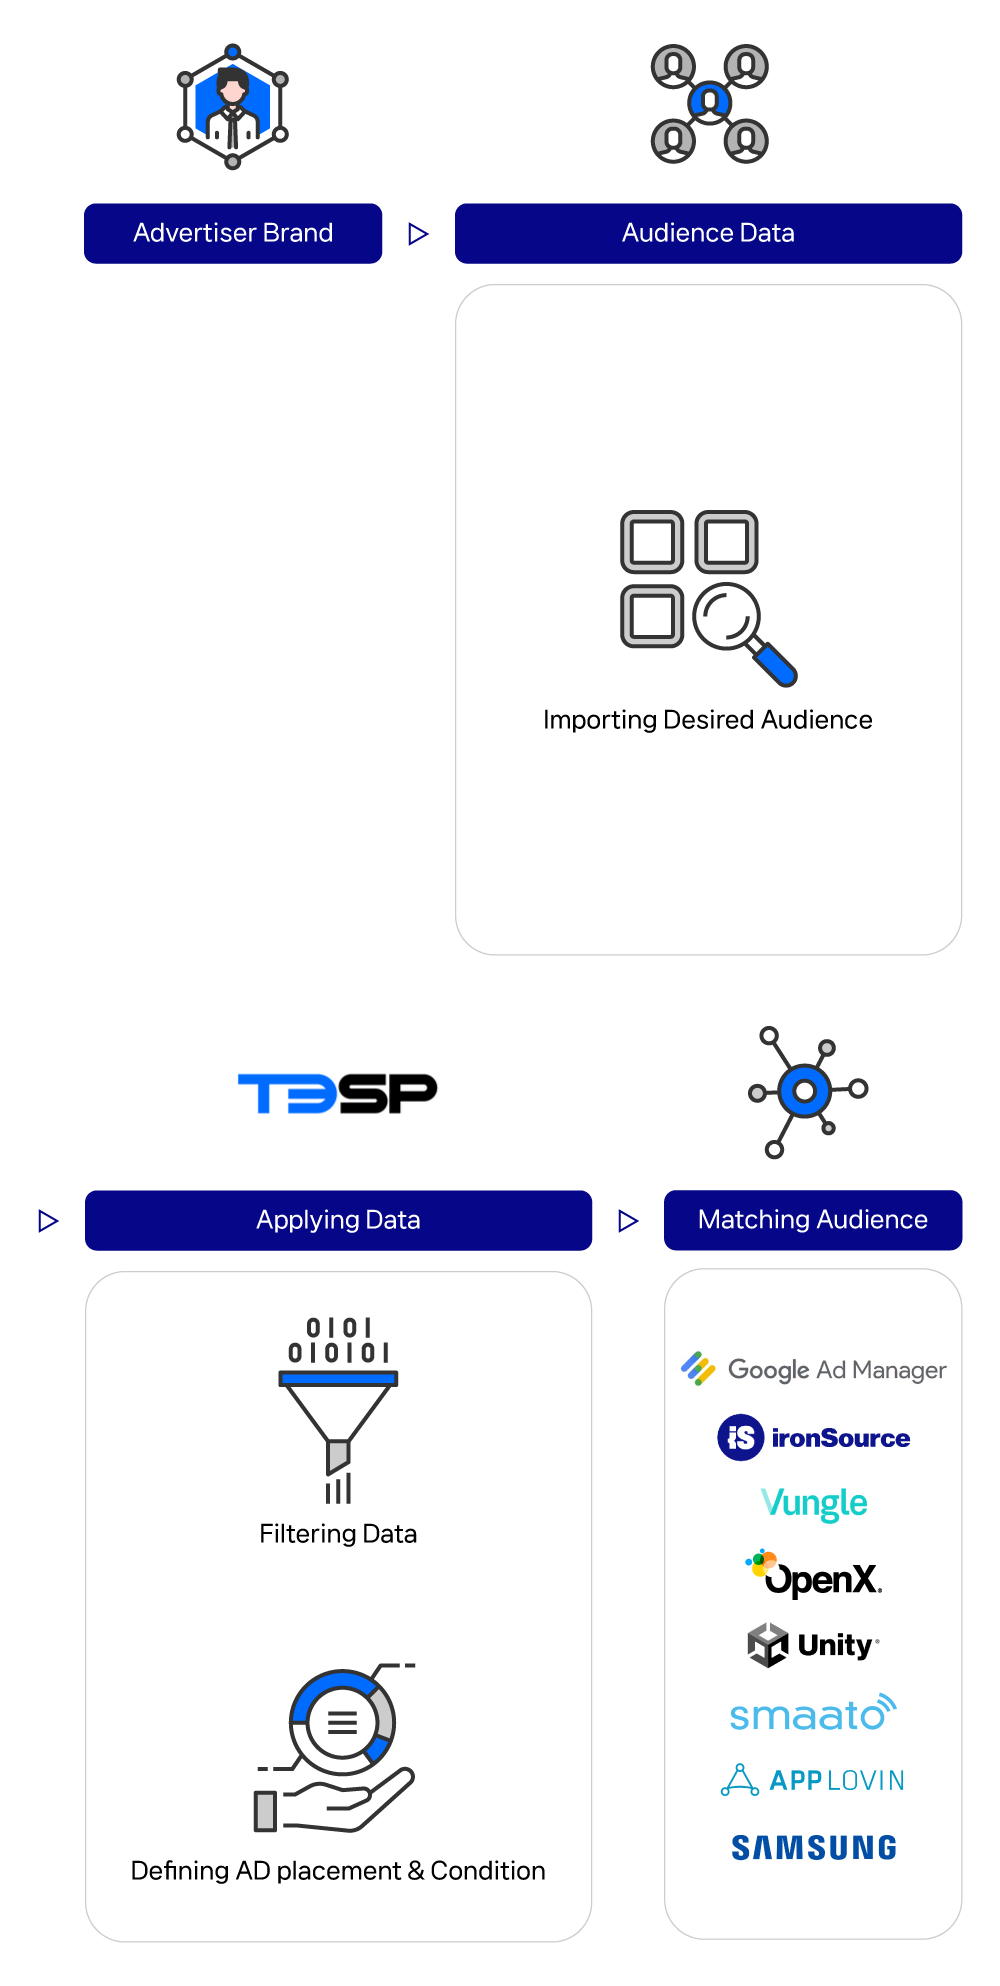 Advertiser Brand
Audience Data
Importing Desired Audience
T3SP
Applying Data
Matching Audience
0101
010101
Filtering Data
Defining AD placement & Condition
Google Ad Manager
iS ironSource
Vungle
OpenX®
Unity®
smaato
APPLOVIN
SAMSUNG